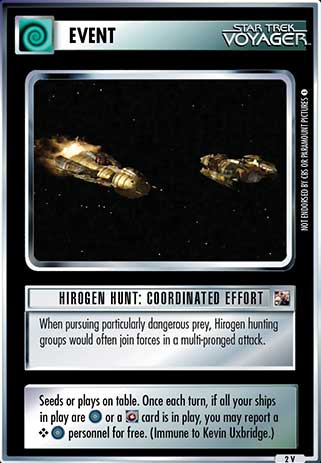 EVENT
STAR TREK
VOYAGER
NOT ENDORSED BY CBS OR PARAMOUNT PICTURES
HIROGEN HUNT: COORDINATED EFFORT
When pursuing particularly dangerous prey, Hirogen hunting
groups would often join forces in a multi-pronged attack.
Seeds or plays on table. Once each turn, if all your ships
in play are or a card is in play, you may report a
personnel for free. (Immune to Kevin Uxbridge.)
2 V